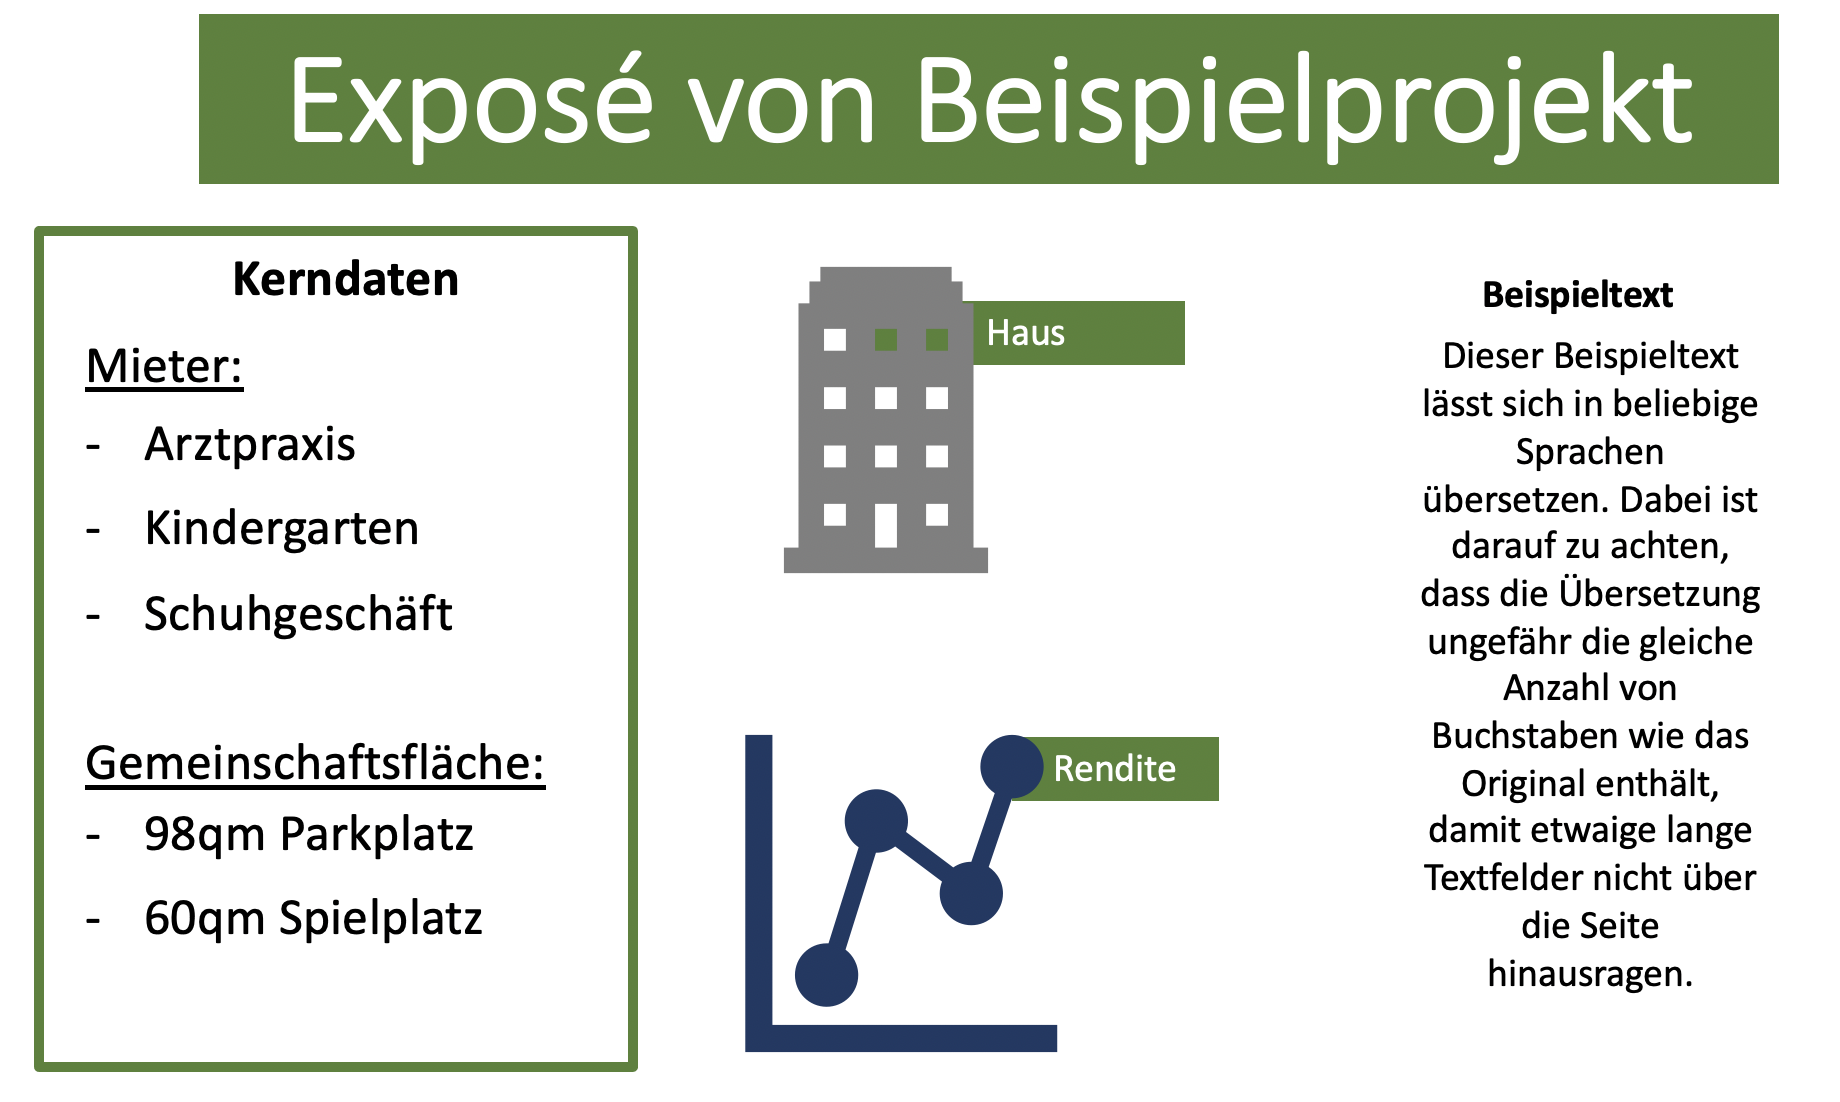 Exposé von Beispielprojekt
Kerndaten
Mieter:
- Arztpraxis
- Kindergarten
- Schuhgeschäft
Gemeinschaftsfläche:
- 98qm Parkplatz
- 60qm Spielplatz
Haus
Rendite
Beispieltext
Dieser Beispieltext
lässt sich in beliebige
Sprachen
übersetzen. Dabei ist
darauf zu achten,
dass die Übersetzung
ungefähr die gleiche
Anzahl von
Buchstaben wie das
Original enthält,
damit etwaige lange
Textfelder nicht über
die Seite
hinausragen.